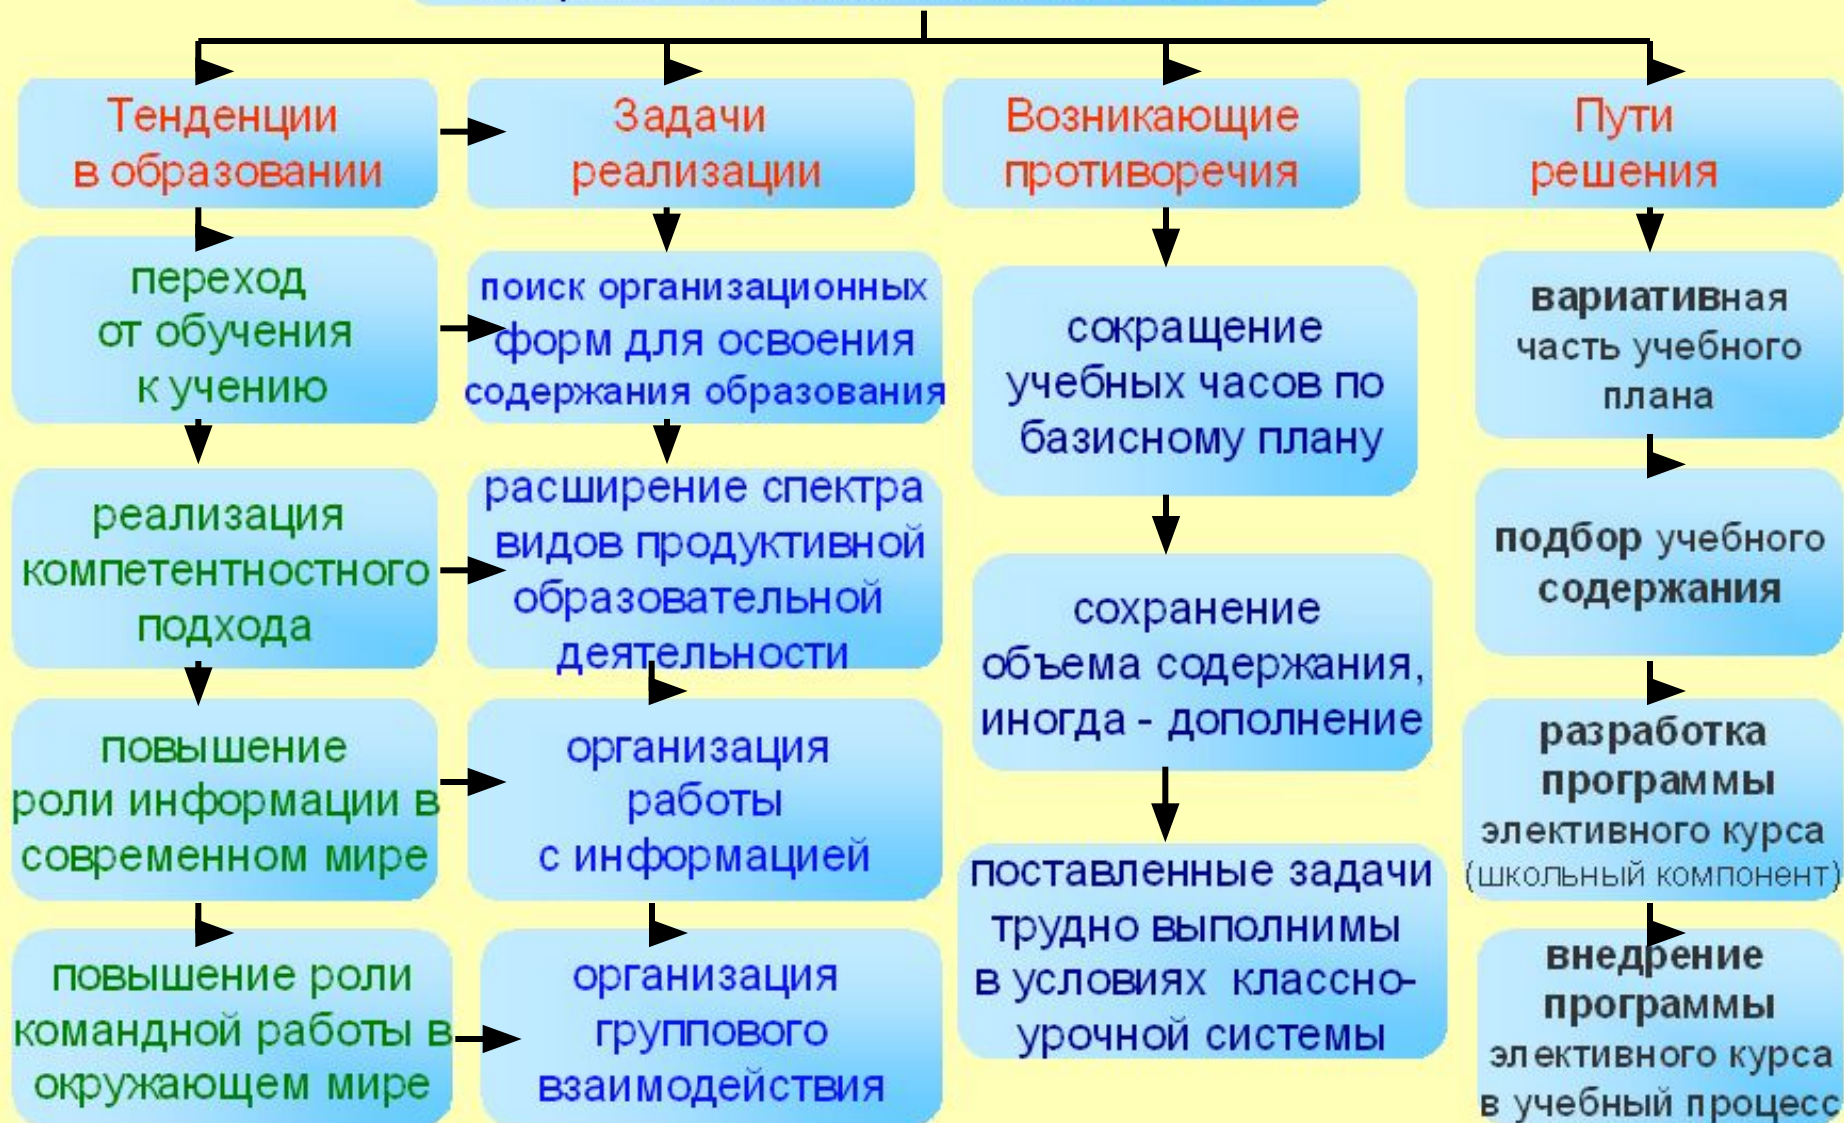 Тенденции
в образовании
переход
от обучения
к учению
реализация
компетентностного
подхода
повышение
роли информации в
современном мире
повышение роли
командной работы в
окружающем мире
Задачи
реализации
поиск организационных
форм для освоения
содержания образования
расширение спектра
видов продуктивной
образовательной
деятельности
организация
работы
с информацией
организация
группового
взаимодействия
Возникающие
противоречия
сокращение
учебных часов по
базисному плану
сохранение
объема содержания,
иногда - дополнение
поставленные задачи
трудно выполнимы
в условиях классно-
урочной системы
Пути
решения
вариативная
часть учебного
плана
подбор учебного
содержания
разработка
программы
элективного курса
(школьный компонент)
внедрение
программы
элективного курса
в учебный процесс